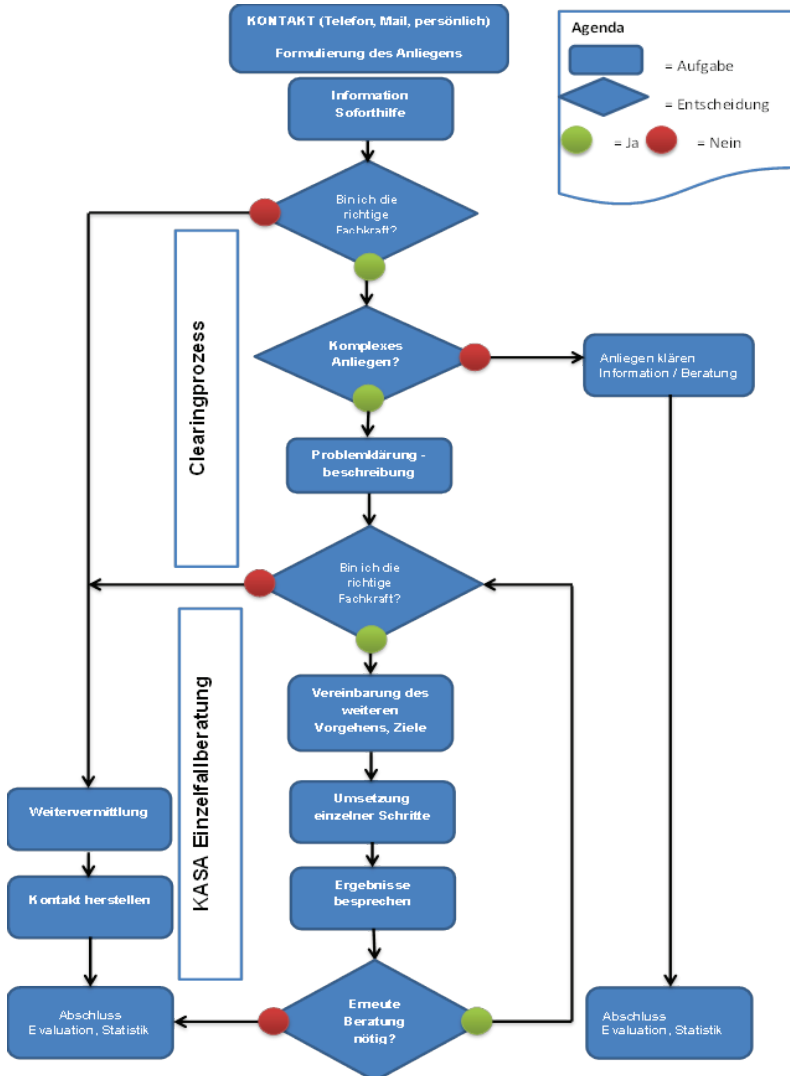 KONTAKT (Telefon, Mail, persönlich)
Formulierung des Anliegens
Agenda
= Aufgabe
= Entscheidung
= Ja
= Nein
Information
Soforthilfe
Bin ich die
richtige
Fachkraft?
Clearingprozess
Komplexes
Anliegen?
Anliegen klären
Information / Beratung
Problemklärung -
beschreibung
Bin ich die
richtige
Fachkraft?
KASA Einzelfallberatung
Vereinbarung des
weiteren
Vorgehens, Ziele
Weitervermittlung
Umsetzung
einzelner Schritte
Kontakt herstellen
Ergebnisse
besprechen
Abschluss
Evaluation, Statistik
Erneute
Beratung
nötig?
Abschluss
Evaluation, Statistik